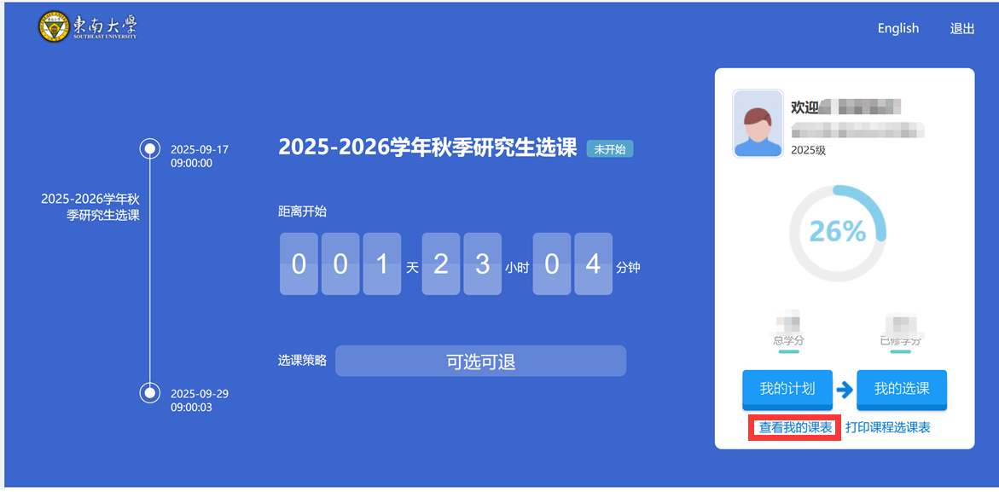 東南大學
SOUTHEAST UNIVERSITY
English
退出
2025-09-17
09:00:00
2025-2026学年秋
季研究生选课
2025-09-29
09:00:03
2025-2026学年秋季研究生选课
未开始
距离开始
0 0 1 天 2 3 小时 0 4 分钟
选课策略
可选可退
欢迎
2025级
26%
总学分
已修学分
我的计划
我的选课
查看我的课表
打印课程选课表